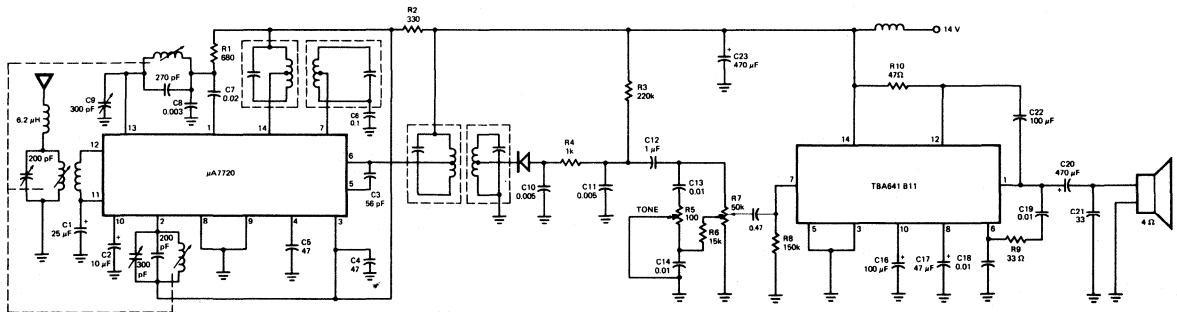 R2
330
R1
680
C23
470 µF
14 V
R10
47Ω
270 pF
C9
300 pF
C8
0.003
C7
0.02
6.2 µH
C6
0.1
R3
220k
C22
100 µF
13
1
14
7
14
12
200 pF
12
11
µA7720
6
5
C3
56 pF
R4
1k
C12
1 µF
C10
0.005
C11
0.005
C13
0.01
R7
50k
TONE
R5
100
R6
15k
C14
0.01
0.47
R8
150k
7
TBA641 B11
1
C20
470 µF
C19
0.01
C21
33
4 Ω
R9
33 Ω
C1
25 µF
10
2
8
9
4
3
C2
10 µF
300
pF
200
pF
C5
47
C4
47
5
3
10
8
6
C16
100 µF
C17
47 µF
C18
0.01